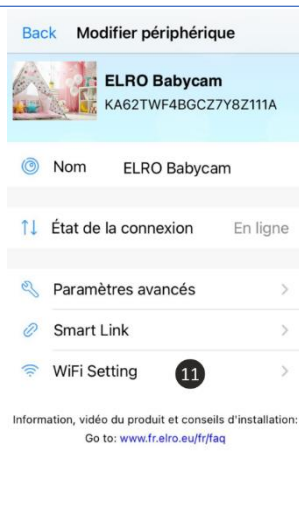 Back Modifier périphérique
ELRO Babycam
KA62TWF4BGCZ7Y8Z111A
Nom ELRO Babycam
État de la connexion En ligne
Paramètres avancés
Smart Link
WiFi Setting 11
Information, vidéo du produit et conseils d'installation:
Go to: www.fr.elro.eu/fr/faq